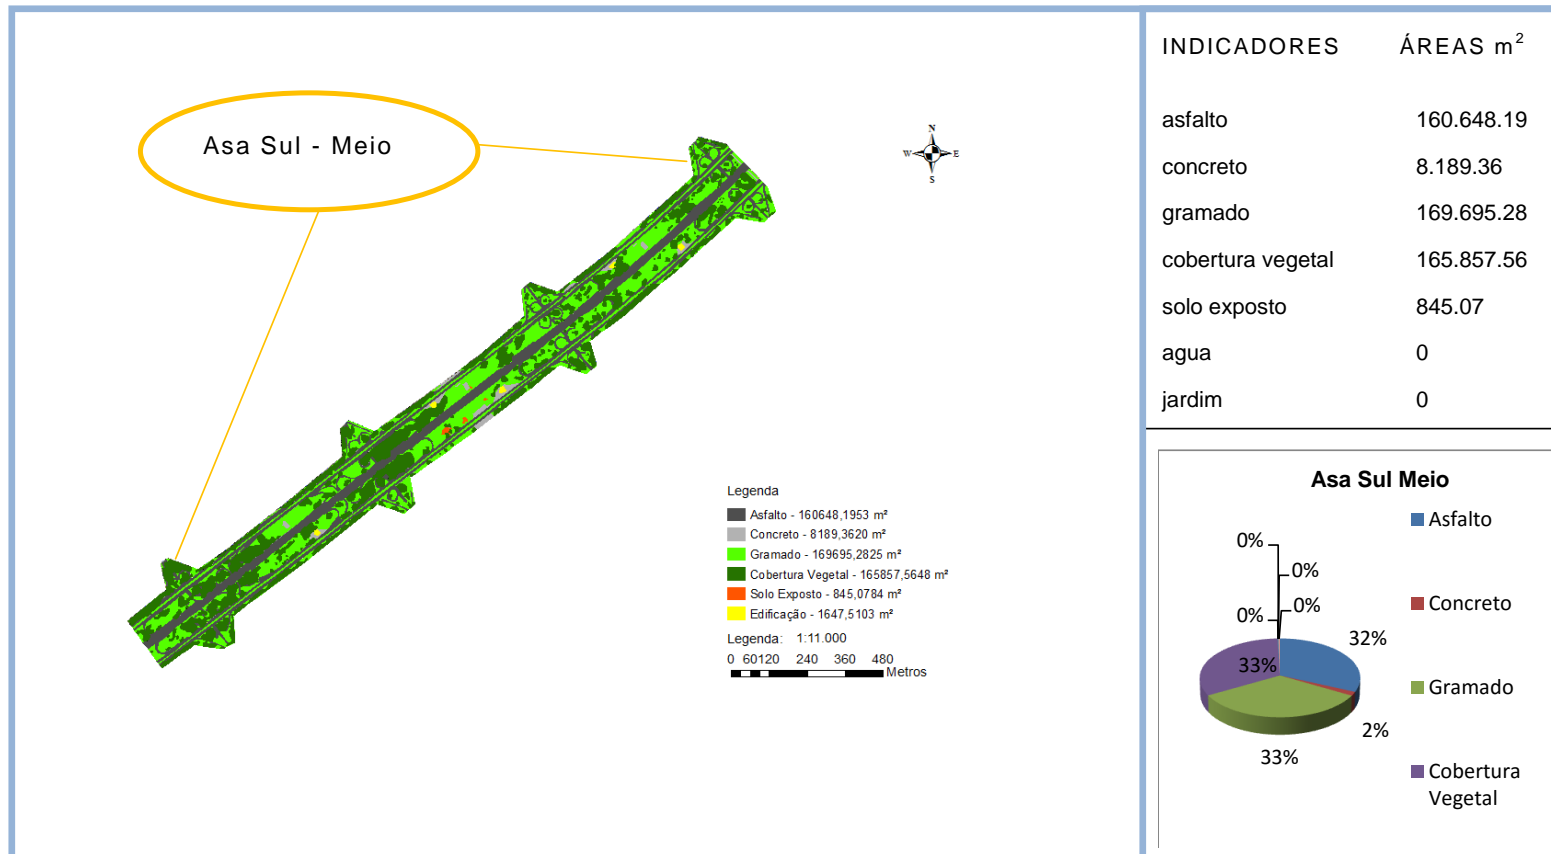 Asa Sul - Meio
N
W E
S
Legenda
Asfalto - 160648,1953 m²
Concreto - 8189,3620 m²
Gramado - 169695,2825 m²
Cobertura Vegetal - 165857,5648 m²
Solo Exposto - 845,0784 m²
Edificação - 1647,5103 m²
Legenda: 1:11.000
0 60120 240 360 480
Metros
INDICADORES ÁREAS m²
asfalto 160.648.19
concreto 8.189.36
gramado 169.695.28
cobertura vegetal 165.857.56
solo exposto 845.07
agua 0
jardim 0
Asa Sul Meio
0%
0%
0%
0%
32%
33%
2%
33%
Asfalto
Concreto
Gramado
Cobertura
Vegetal